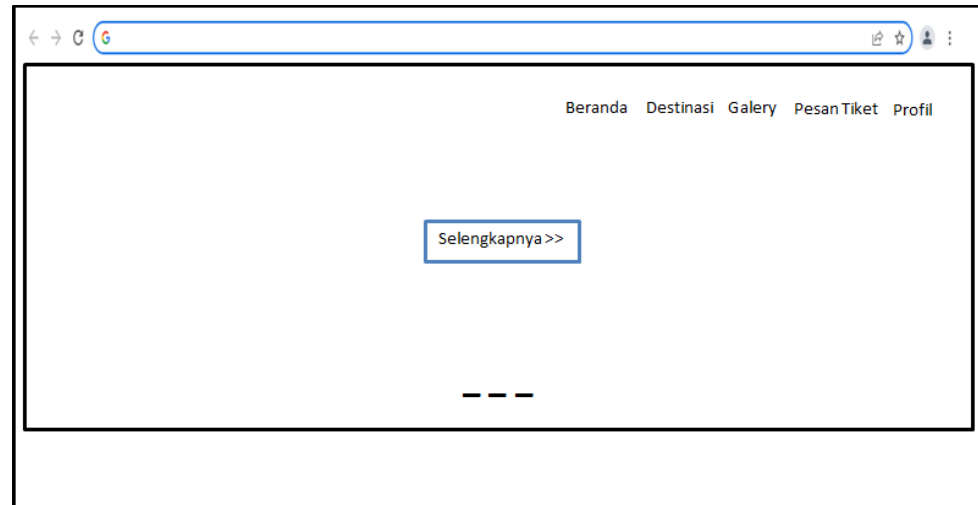 Beranda Destinasi Galery Pesan Tiket Profil
Selengkapnya >>